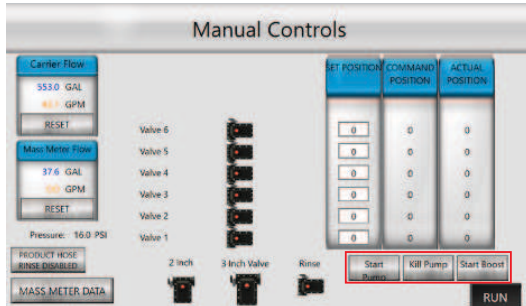 Manual Controls
Carrier Flow
553.0 GAL
GPM
RESET
Mass Meter Flow
37.6 GAL
GPM
RESET
Pressure: 16.0 PSI
PRODUCT HOSE
RINSE DISABLED
MASS METER DATA
Valve 6
Valve 5
Valve 4
Valve 3
Valve 2
Valve 1
2 Inch
3 Inch Valve
Rinse
SET POSITION
COMMAND
POSITION
ACTUAL
POSITION
0 0 0
0 0 0
0 0 0
0 0 0
0 0 0
0 0 0
Start
Pump
Kill Pump
Start Boost
RUN